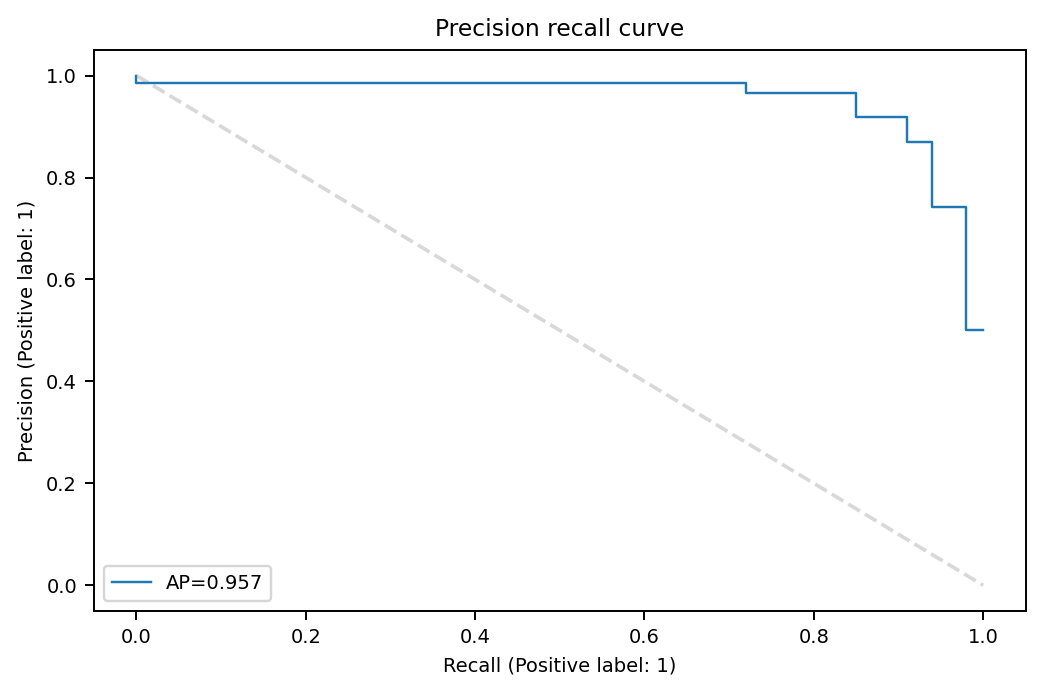 Precision recall curve
Precision (Positive label: 1)
1.0
0.8
0.6
0.4
0.2
0.0
AP=0.957
0.0 0.2 0.4 0.6 0.8 1.0
Recall (Positive label: 1)